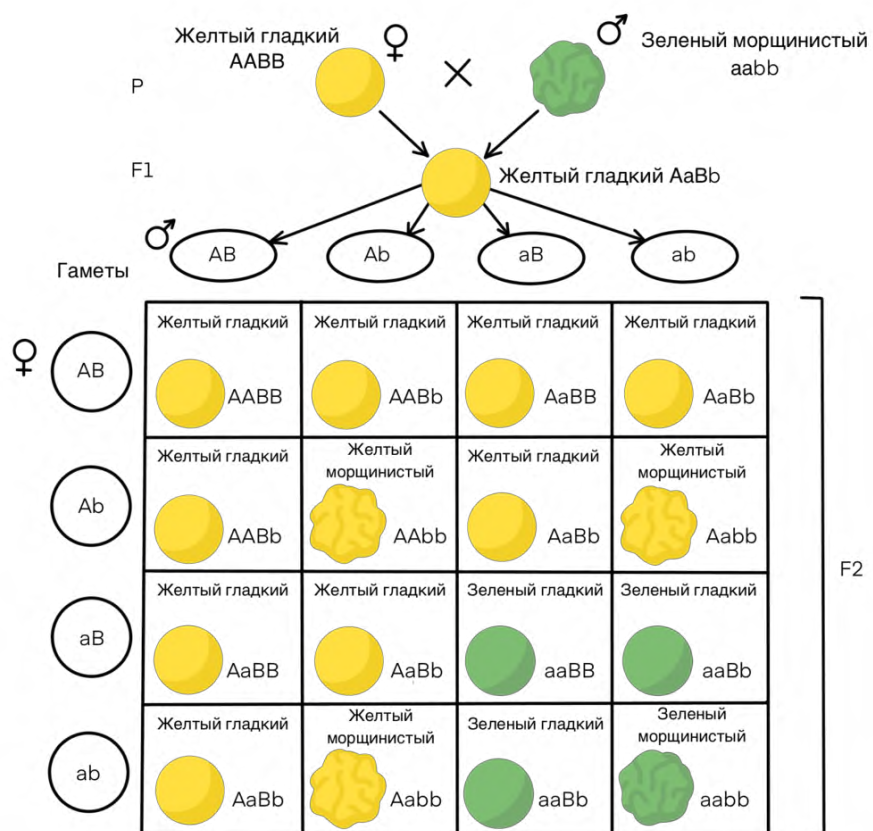 Желтый гладкий
AABB
♀
×
♂
Зеленый морщинистый
aabb
P
F1
Желтый гладкий AaBb
♂
AB
Ab
aB
ab
Гаметы
♀
AB
Желтый гладкий
AABB
Желтый гладкий
AABb
Желтый гладкий
AaBB
Желтый гладкий
AaBb
Ab
Желтый гладкий
AABb
Желтый
морщинистый
AAbb
Желтый гладкий
AaBb
Желтый
морщинистый
Aabb
F2
aB
Желтый гладкий
AaBB
Желтый гладкий
AaBb
Зеленый гладкий
aaBB
Зеленый гладкий
aaBb
ab
Желтый гладкий
AaBb
Желтый
морщинистый
Aabb
Зеленый гладкий
aaBb
Зеленый
морщинистый
aabb